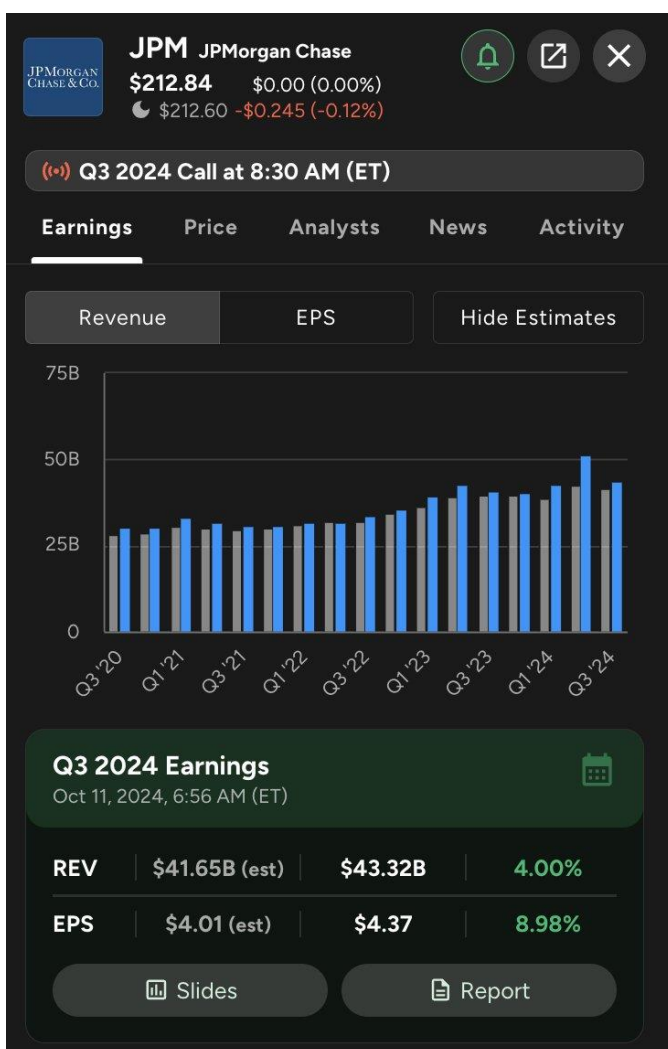 JPMORGAN
CHASE & CO.
JPM JPMorgan Chase
$212.84 $0.00 (0.00%)
$212.60 -$0.245 (-0.12%)
Q3 2024 Call at 8:30 AM (ET)
Earnings Price Analysts News Activity
Revenue EPS Hide Estimates
75B
50B
25B
0
Q3 '20 Q1 '21 Q3 '21 Q1 '22 Q3 '22 Q1 '23 Q3 '23 Q1 '24 Q3 '24
Q3 2024 Earnings
Oct 11, 2024, 6:56 AM (ET)
REV $41.65B (est) $43.32B 4.00%
EPS $4.01 (est) $4.37 8.98%
Slides Report